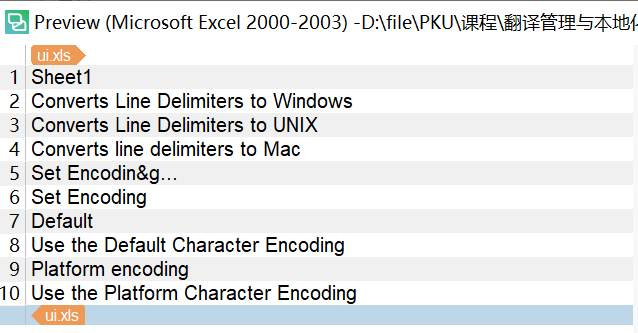 Preview (Microsoft Excel 2000-2003) -D:\file\PKU\课程\翻译管理与本地
ui.xls
1 Sheet1
2 Converts Line Delimiters to Windows
3 Converts Line Delimiters to UNIX
4 Converts line delimiters to Mac
5 Set Encodin&g...
6 Set Encoding
7 Default
8 Use the Default Character Encoding
9 Platform encoding
10 Use the Platform Character Encoding
ui.xls